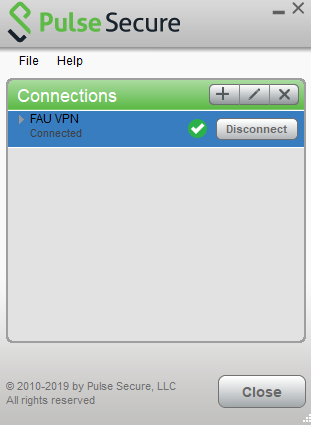 Pulse Secure
File Help
Connections
FAU VPN
Connected
Disconnect
© 2010-2019 by Pulse Secure, LLC
All rights reserved
Close